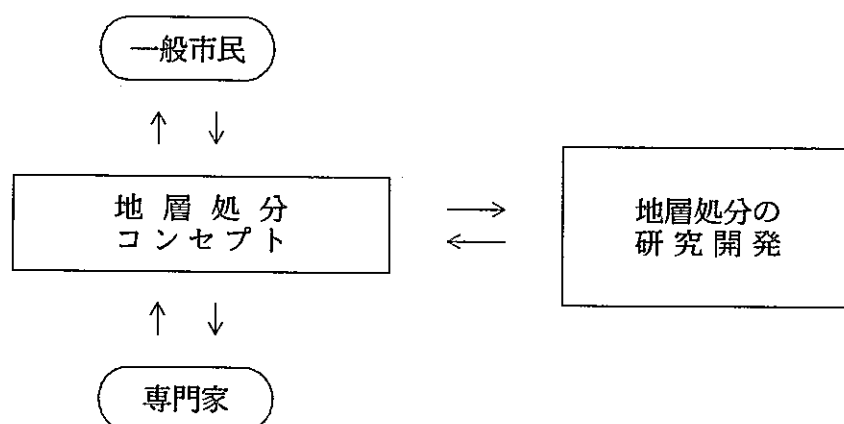 一般市民
↑ ↓
地層処分
コンセプト
→
←
地層処分の
研究開発
↑ ↓
専門家